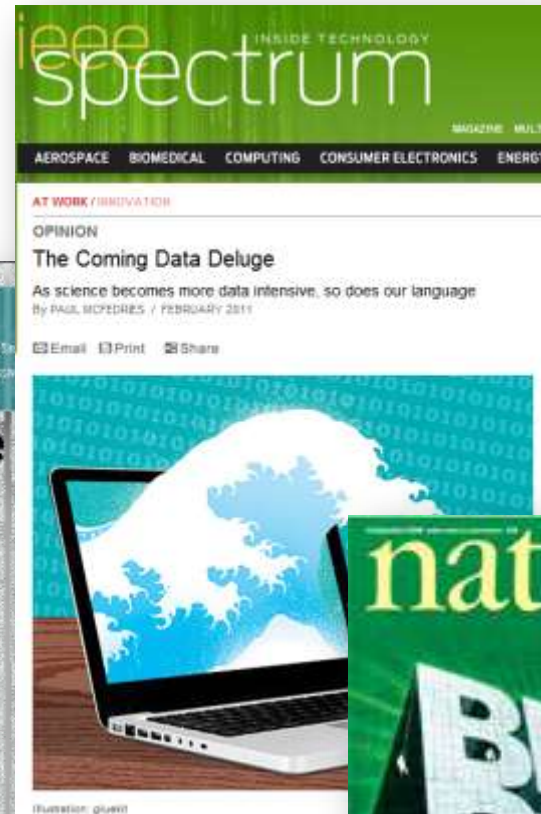 ieee
INSIDE TECHNOLOGY
spectrum
MAGAZINE
AEROSPACE BIOMEDICAL COMPUTING CONSUMER ELECTRONICS ENERGY
AT WORK / INNOVATION
OPINION
The Coming Data Deluge
As science becomes more data intensive, so does our language
By PAUL MCFEDRIES / FEBRUARY 2011
Email Print Share
nat
Illustration: gluekit